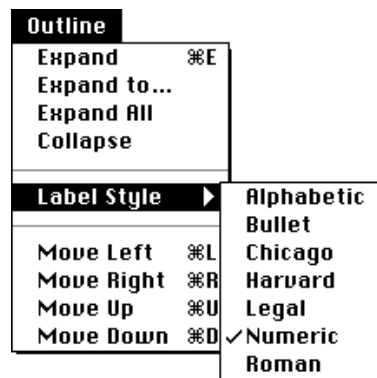 Outline
Expand ⌘E
Expand to...
Expand All
Collapse
Label Style ▶
Move Left ⌘L
Move Right ⌘R
Move Up ⌘U
Move Down ⌘D
Alphabetic
Bullet
Chicago
Harvard
Legal
✓Numeric
Roman